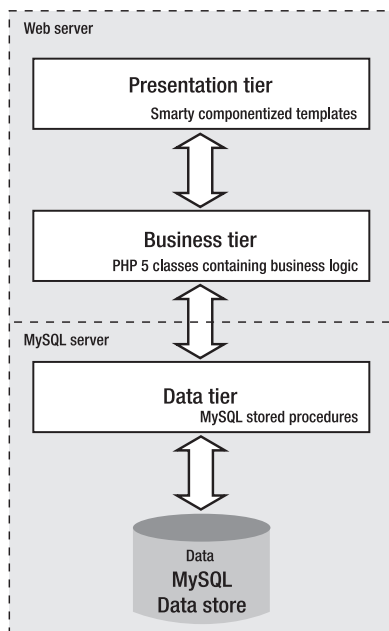 Web server
Presentation tier
Smarty componentized templates
Business tier
PHP 5 classes containing business logic
MySQL server
Data tier
MySQL stored procedures
Data
MySQL
Data store